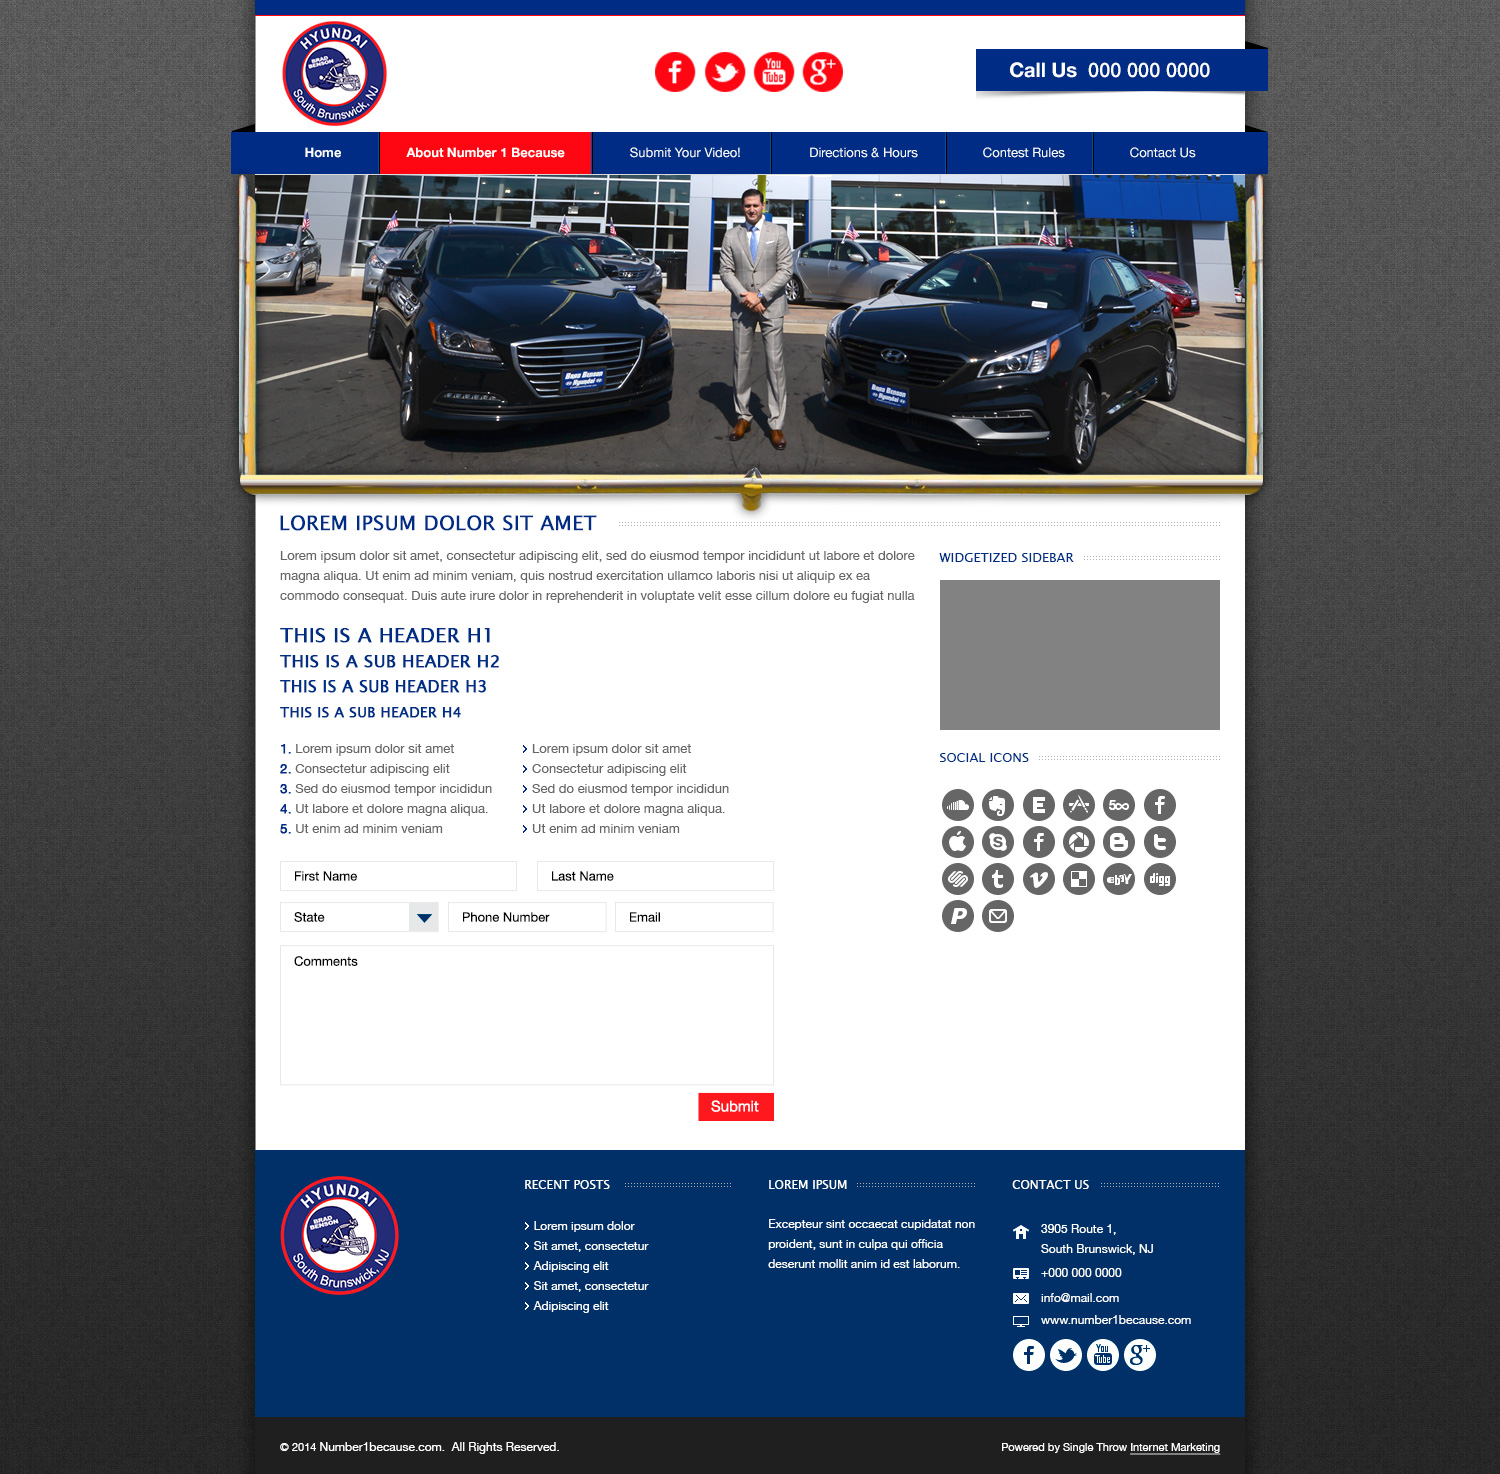 HYUNDAI
BRAD BENSON
South Brunswick, NJ
Call Us 000 000 0000
Home
About Number 1 Because
Submit Your Video!
Directions & Hours
Contest Rules
Contact Us
Brad Benson
Hyundai
Brad Benson
Hyundai
LOREM IPSUM DOLOR SIT AMET
Lorem ipsum dolor sit amet, consectetur adipiscing elit, sed do eiusmod tempor incididunt ut labore et dolore
magna aliqua. Ut enim ad minim veniam, quis nostrud exercitation ullamco laboris nisi ut aliquip ex ea
commodo consequat. Duis aute irure dolor in reprehenderit in voluptate velit esse cillum dolore eu fugiat nulla
THIS IS A HEADER H1
THIS IS A SUB HEADER H2
THIS IS A SUB HEADER H3
THIS IS A SUB HEADER H4
1. Lorem ipsum dolor sit amet
2. Consectetur adipiscing elit
3. Sed do eiusmod tempor incididun
4. Ut labore et dolore magna aliqua.
5. Ut enim ad minim veniam
Lorem ipsum dolor sit amet
Consectetur adipiscing elit
Sed do eiusmod tempor incididun
Ut labore et dolore magna aliqua.
Ut enim ad minim veniam
First Name
Last Name
State
Phone Number
Email
Comments
Submit
WIDGETIZED SIDEBAR
SOCIAL ICONS
ebay
digg
HYUNDAI
BRAD BENSON
South Brunswick, NJ
RECENT POSTS
Lorem ipsum dolor
Sit amet, consectetur
Adipiscing elit
Sit amet, consectetur
Adipiscing elit
LOREM IPSUM
Excepteur sint occaecat cupidatat non
proident, sunt in culpa qui officia
deserunt mollit anim id est laborum.
CONTACT US
3905 Route 1,
South Brunswick, NJ
+000 000 0000
info@mail.com
www.number1because.com
© 2014 Number1because.com. All Rights Reserved.
Powered by Single Throw Internet Marketing